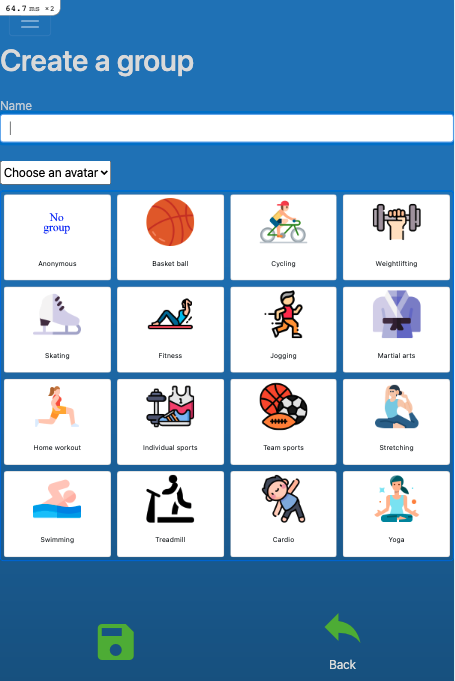 64.7 ms ×2
Create a group
Name
Choose an avatar
No
group
Anonymous
Basket ball
Cycling
Weightlifting
Skating
Fitness
Jogging
Martial arts
Home workout
1
Individual sports
Team sports
Stretching
Swimming
Treadmill
Cardio
Yoga
Back